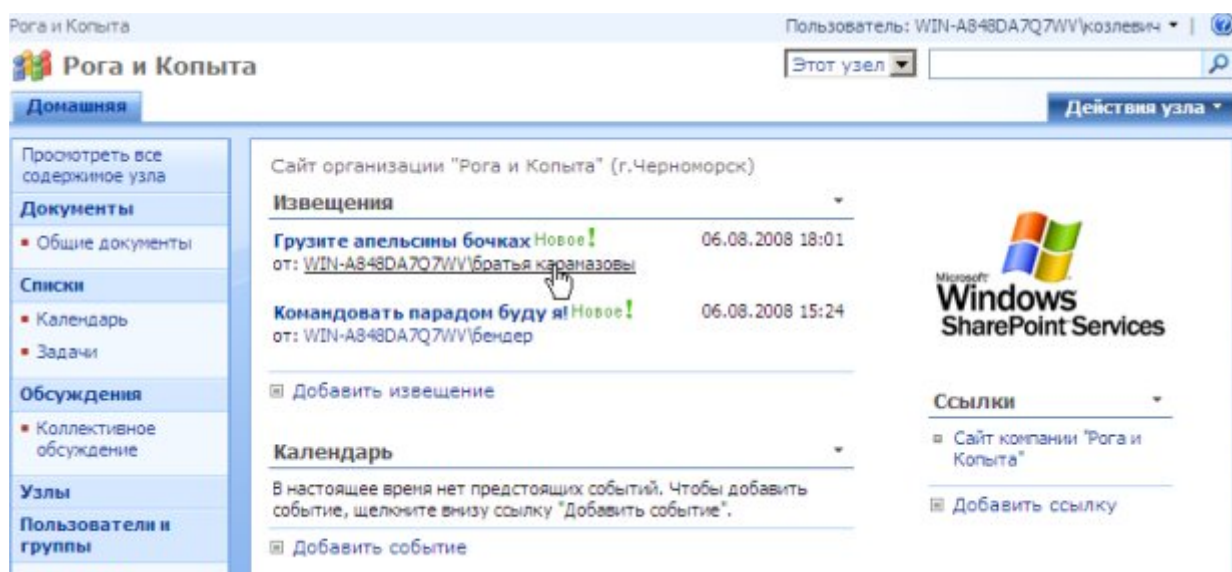 Рога и Копыта
Пользователь: WIN-A848DA7Q7WV\козлевич
Рога и Копыта
Этот узел
Домашняя
Действия узла
Просмотреть все
содержимое узла
Документы
Общие документы
Списки
Календарь
Задачи
Обсуждения
Коллективное
обсуждение
Узлы
Пользователи и
группы
Сайт организации "Рога и Копыта" (г.Черноморск)
Извещения
Грузите апельсины бочках Новое! 06.08.2008 18:01
от: WIN-A848DA7Q7WV\братья карамазовы
Командовать парадом буду я! Новое! 06.08.2008 15:24
от: WIN-A848DA7Q7WV\бендер
Добавить извещение
Календарь
В настоящее время нет предстоящих событий. Чтобы добавить
событие, щелкните внизу ссылку "Добавить событие".
Добавить событие
Microsoft
Windows
SharePoint Services
Ссылки
Сайт компании "Рога и
Копыта"
Добавить ссылку